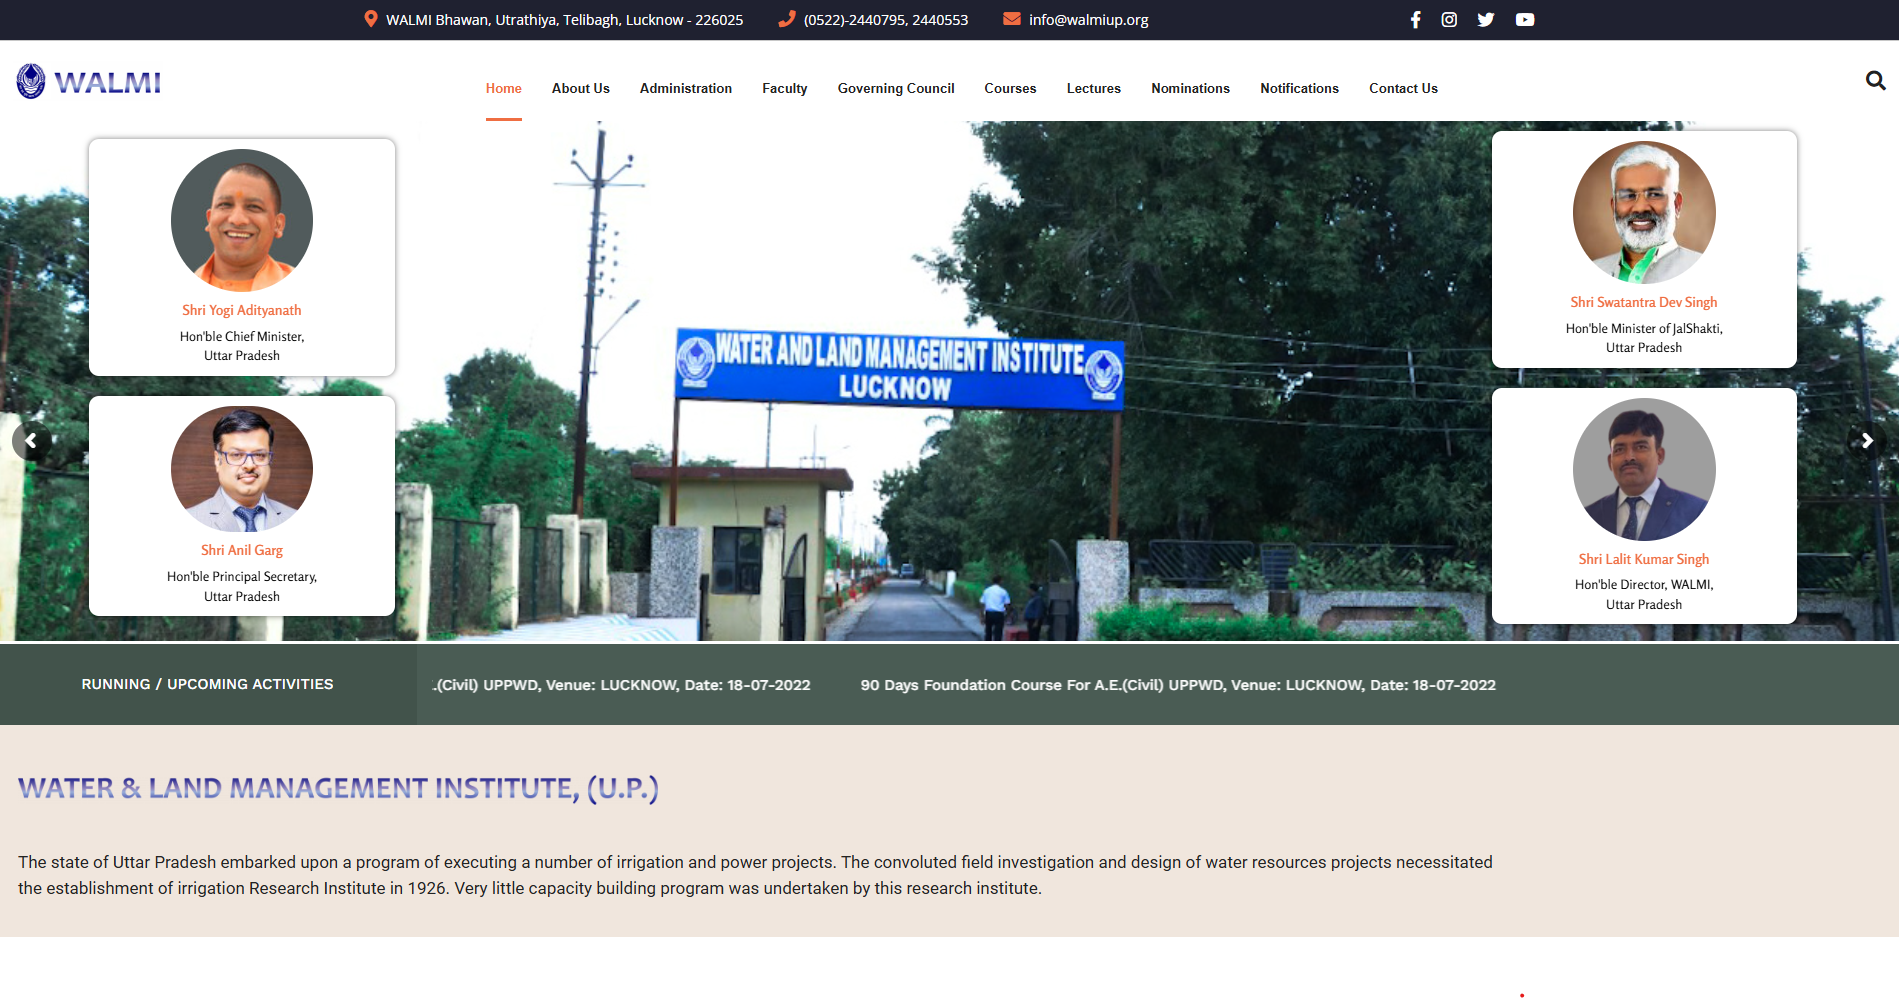 WALMI Bhawan, Utrathiya, Telibagh, Lucknow - 226025 (0522)-2440795, 2440553 info@walmiup.org
WALMI
Home About Us Administration Faculty Governing Council Courses Lectures Nominations Notifications Contact Us
Shri Yogi Adityanath
Hon'ble Chief Minister,
Uttar Pradesh
Shri Anil Garg
Hon'ble Principal Secretary,
Uttar Pradesh
WATER AND LAND MANAGEMENT INSTITUTE
LUCKNOW
Shri Swatantra Dev Singh
Hon'ble Minister of JalShakti,
Uttar Pradesh
Shri Lalit Kumar Singh
Hon'ble Director, WALMI,
Uttar Pradesh
RUNNING / UPCOMING ACTIVITIES .(Civil) UPPWD, Venue: LUCKNOW, Date: 18-07-2022 90 Days Foundation Course For A.E.(Civil) UPPWD, Venue: LUCKNOW, Date: 18-07-2022
WATER & LAND MANAGEMENT INSTITUTE, (U.P.)
The state of Uttar Pradesh embarked upon a program of executing a number of irrigation and power projects. The convoluted field investigation and design of water resources projects necessitated
the establishment of irrigation Research Institute in 1926. Very little capacity building program was undertaken by this research institute.